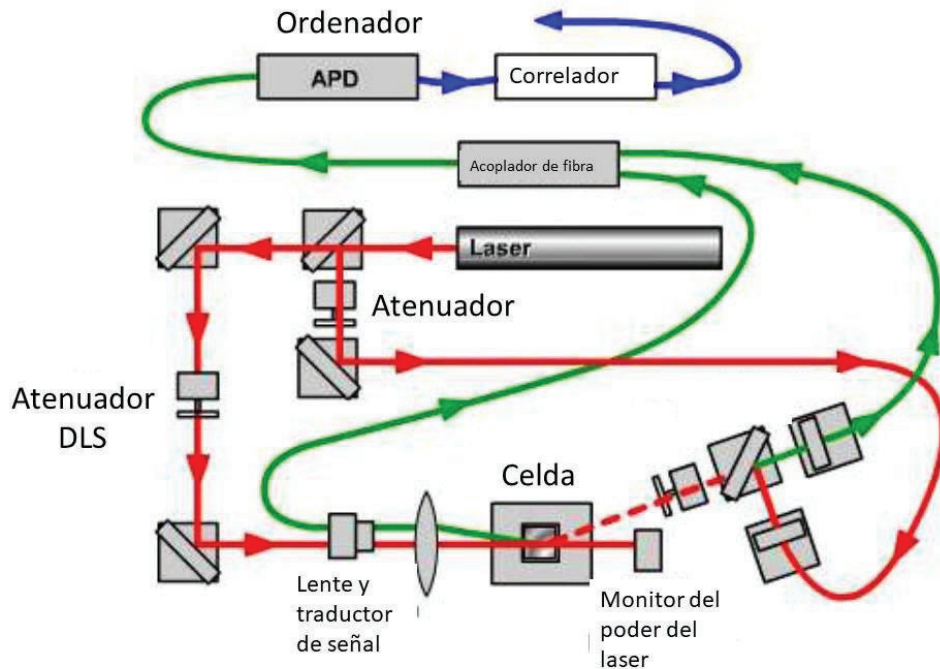 Ordenador
APD
Correlador
Acoplador de fibra
Laser
Atenuador
Atenuador
DLS
Celda
Lente y
traductor
de señal
Monitor del
poder del
laser